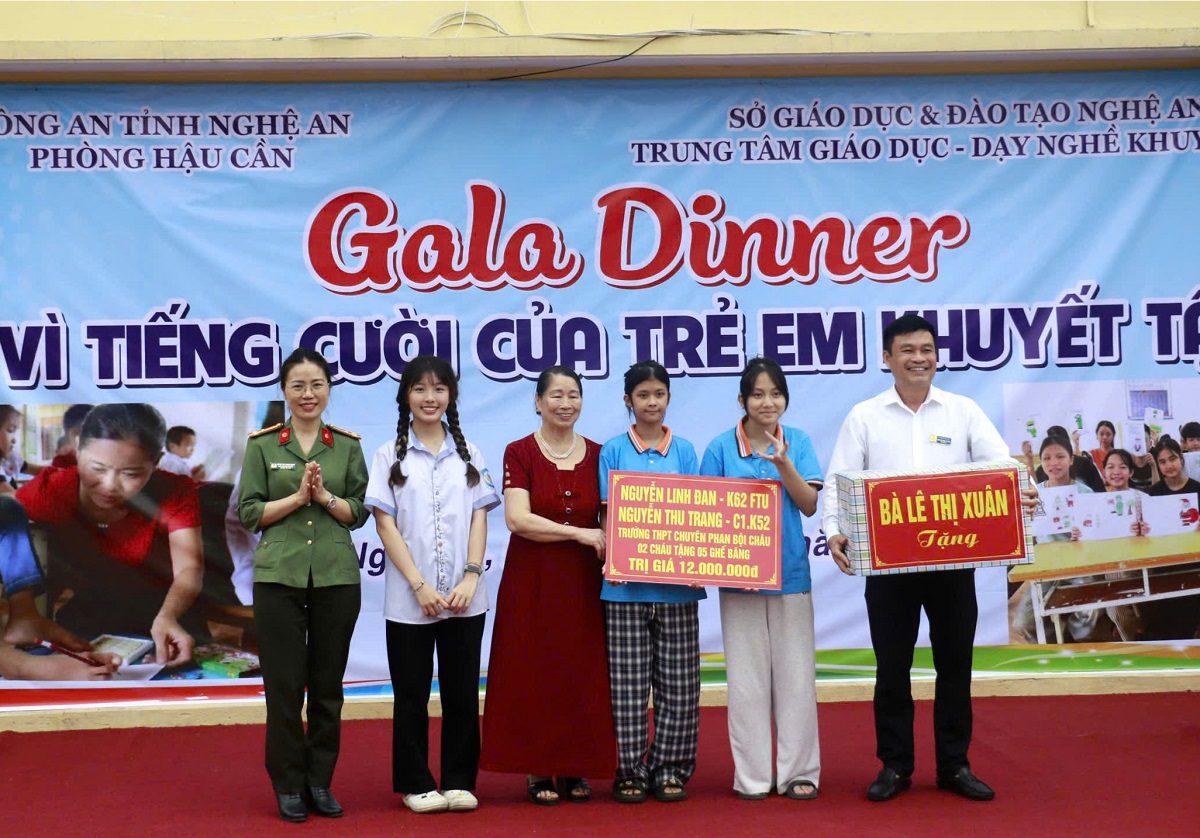 ÔNG AN TỈNH NGHỆ AN
PHÒNG HẬU CẦN
SỞ GIÁO DỤC & ĐÀO TẠO NGHỆ AN
TRUNG TÂM GIÁO DỤC - DẠY NGHỀ KHUY
Gala Dinner
VÌ TIẾNG CƯỜI CỦA TRẺ EM KHUYẾT TẬ
NGUYỄN LINH ĐAN - K62 FTU
NGUYỄN THU TRANG - C1.K52
TRƯỜNG THPT CHUYÊN PHAN BỘI CHÂU
02 CHÁU TẶNG 05 GHẾ BĂNG
TRỊ GIÁ 12.000.000đ
BÀ LÊ THỊ XUÂN
Tặng